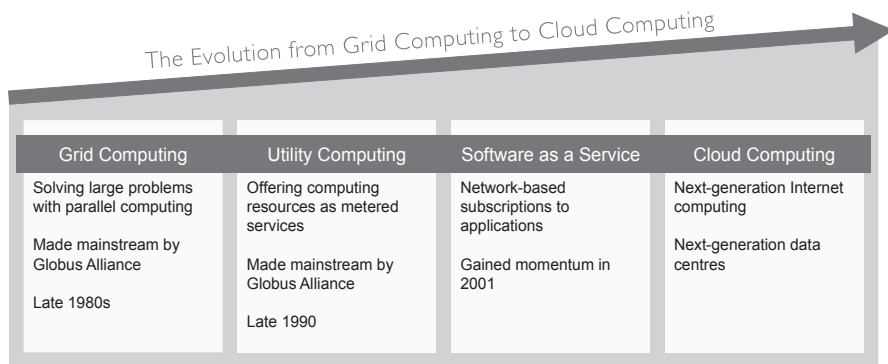 The Evolution from Grid Computing to Cloud Computing
Grid Computing
Solving large problems
with parallel computing
Made mainstream by
Globus Alliance
Late 1980s
Utility Computing
Offering computing
resources as metered
services
Made mainstream by
Globus Alliance
Late 1990
Software as a Service
Network-based
subscriptions to
applications
Gained momentum in
2001
Cloud Computing
Next-generation Internet
computing
Next-generation data
centres